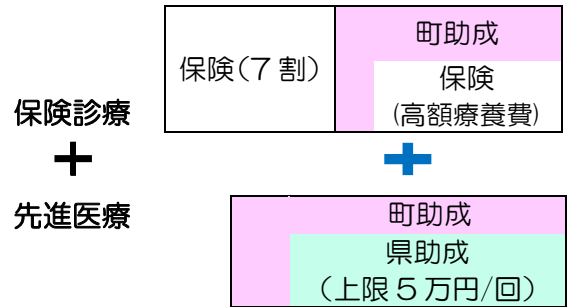 町助成
保険(7割)
保険
(高額療養費)
保険診療
+
+
先進医療
町助成
県助成
(上限5万円/回)